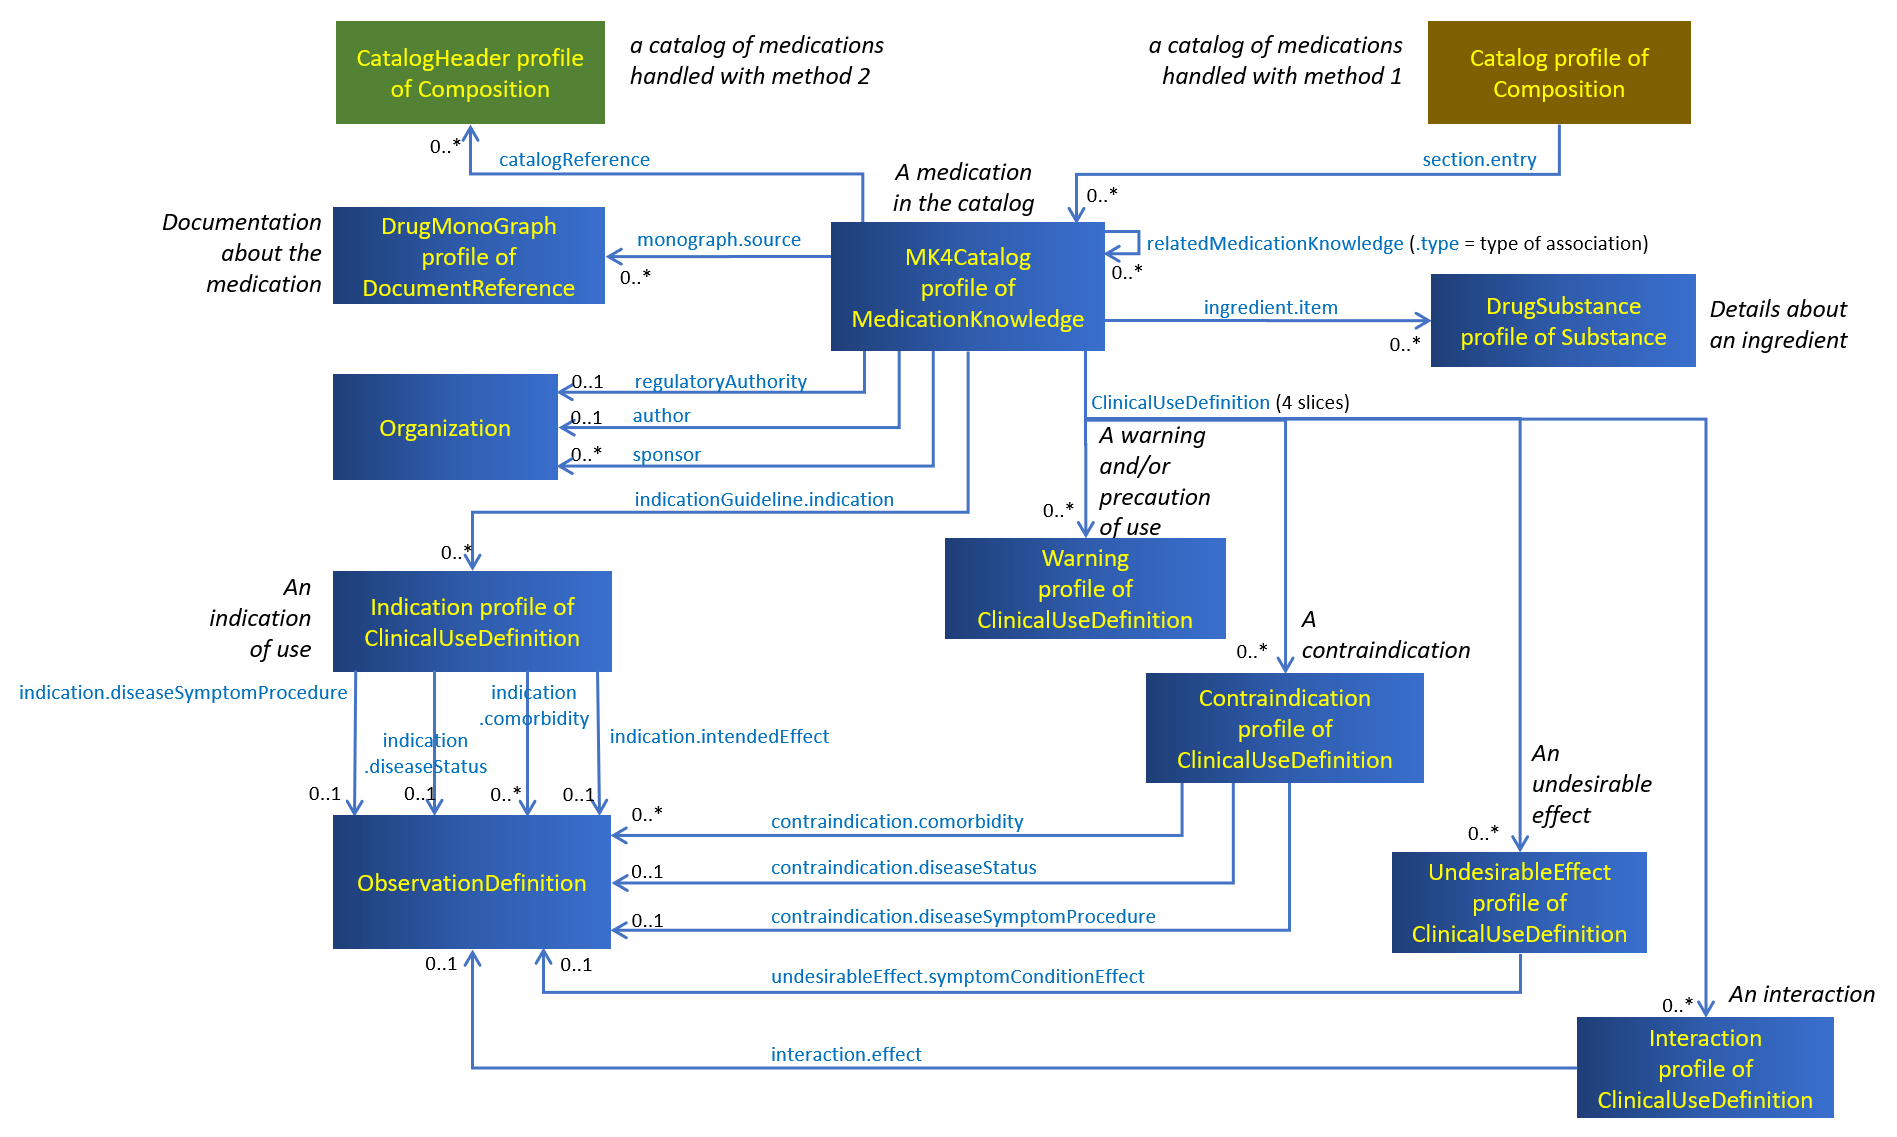 CatalogHeader profile
of Composition
a catalog of medications
handled with method 2
a catalog of medications
handled with method 1
Catalog profile of
Composition
0..*
catalogReference
section.entry
A medication
in the catalog
0..*
Documentation
about the
medication
DrugMonoGraph
profile of
DocumentReference
monograph.source
0..*
MK4Catalog
profile of
MedicationKnowledge
relatedMedicationKnowledge (.type = type of association)
0..*
ingredient.item
0..*
DrugSubstance
profile of Substance
Details about
an ingredient
Organization
0..1
regulatoryAuthority
0..1
author
0..*
sponsor
indicationGuideline.indication
0..*
ClinicalUseDefinition (4 slices)
A warning
and/or
precaution
of use
0..*
Warning
profile of
ClinicalUseDefinition
An
indication
of use
Indication profile of
ClinicalUseDefinition
A
contraindication
0..*
Contraindication
profile of
ClinicalUseDefinition
indication.diseaseSymptomProcedure
indication
.diseaseStatus
indication
.comorbidity
indication.intendedEffect
0..1
0..1
0..*
0..1
An
undesirable
effect
0..*
UndesirableEffect
profile of
ClinicalUseDefinition
ObservationDefinition
0..*
contraindication.comorbidity
0..1
contraindication.diseaseStatus
0..1
contraindication.diseaseSymptomProcedure
0..1
0..1
undesirableEffect.symptomConditionEffect
0..*
An interaction
interaction.effect
Interaction
profile of
ClinicalUseDefinition